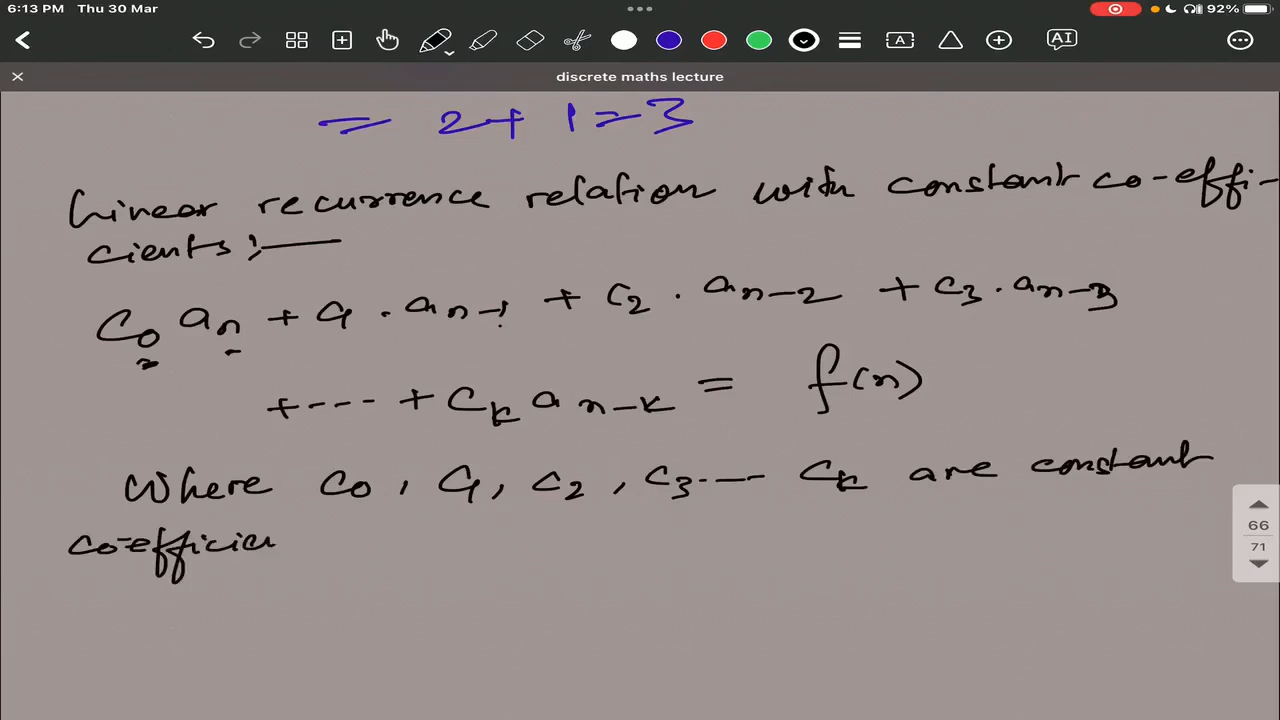 6:13 PM Thu 30 Mar
92%
A
AI
discrete maths lecture
= 2 + 1 = 3
Linear recurrence relation with constant co-effi-
cients:—
C₀ aₙ + C₁ . aₙ₋₁ + C₂ . aₙ₋₂ + C₃ . aₙ₋₃
+ --- + Cₖ aₙ₋ₖ = f(n)
Where C₀, C₁, C₂, C₃ --- Cₖ are constant
co-efficien
66
71